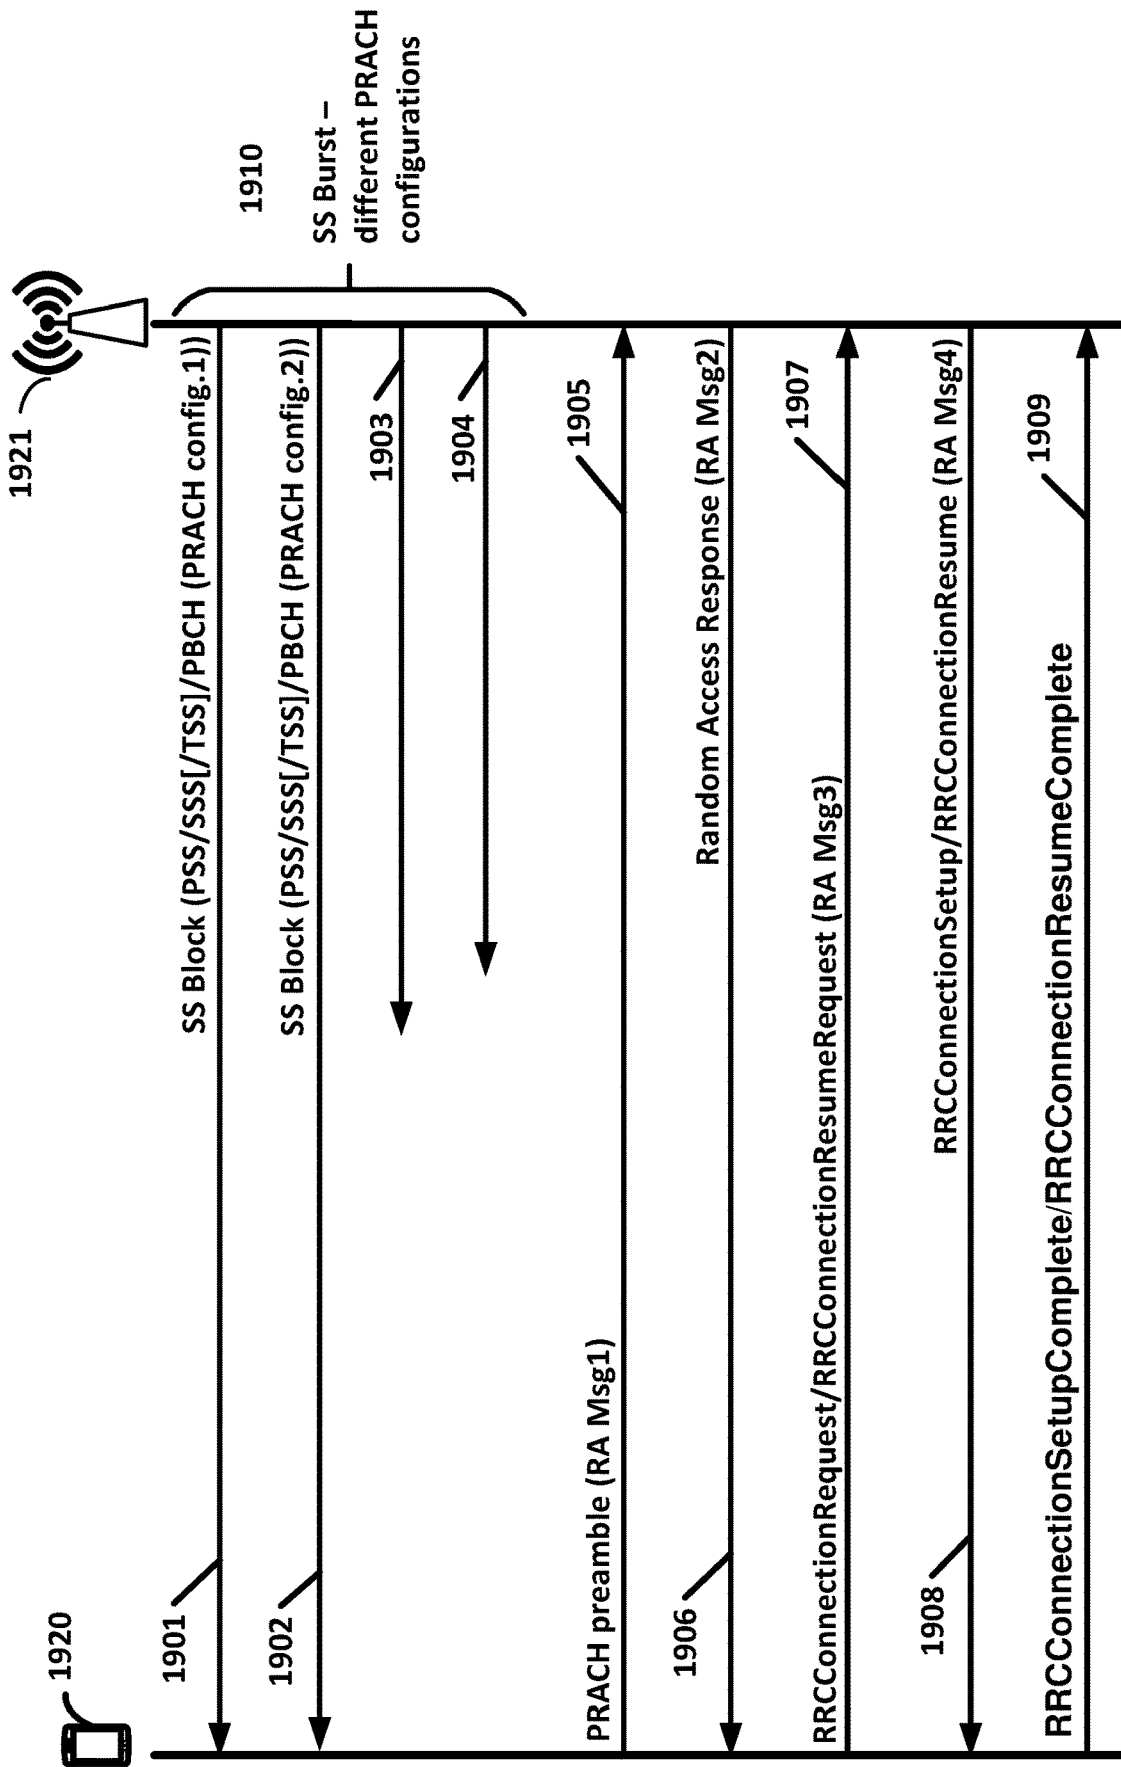 1920
1921
SS Block (PSS/SSS[/TSS]/PBCH (PRACH config.1))
1901
SS Block (PSS/SSS[/TSS]/PBCH (PRACH config.2))
1902
1903
1904
1910
SS Burst –
different PRACH
configurations
PRACH preamble (RA Msg1)
1905
Random Access Response (RA Msg2)
1906
RRCConnectionRequest/RRCConnectionResumeRequest (RA Msg3)
1907
RRCConnectionSetup/RRCConnectionResume (RA Msg4)
1908
RRCConnectionSetupComplete/RRCConnectionResumeComplete
1909